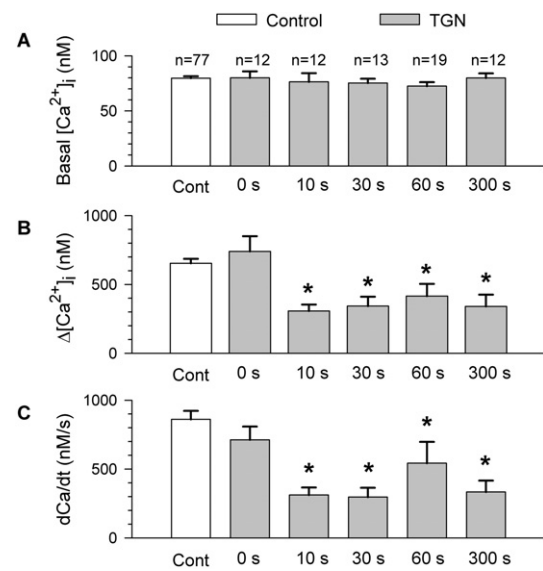 Control TGN
A
Basal [Ca²⁺]ᵢ (nM)
n=77 n=12 n=12 n=13 n=19 n=12
100
50
0
Cont 0 s 10 s 30 s 60 s 300 s
B
Δ[Ca²⁺]ᵢ (nM)
1000
500
0
* * * *
Cont 0 s 10 s 30 s 60 s 300 s
C
dCa/dt (nM/s)
1000
500
0
* * * *
Cont 0 s 10 s 30 s 60 s 300 s